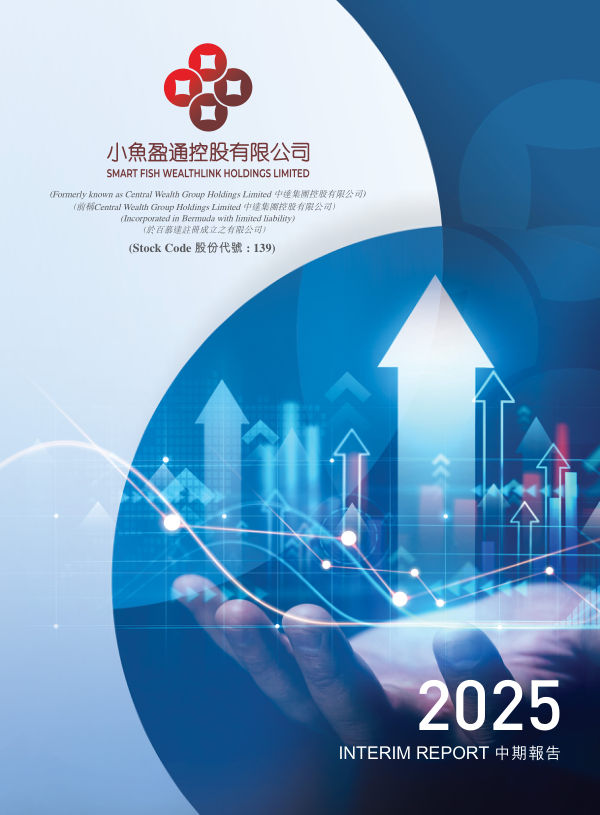 小魚盈通控股有限公司
SMART FISH WEALTHLINK HOLDINGS LIMITED
(Formerly known as Central Wealth Group Holdings Limited 中達集團控股有限公司)
（前稱Central Wealth Group Holdings Limited 中達集團控股有限公司）
(Incorporated in Bermuda with limited liability)
（於百慕達註冊成立之有限公司）
(Stock Code 股份代號 : 139)
2025
INTERIM REPORT 中期報告